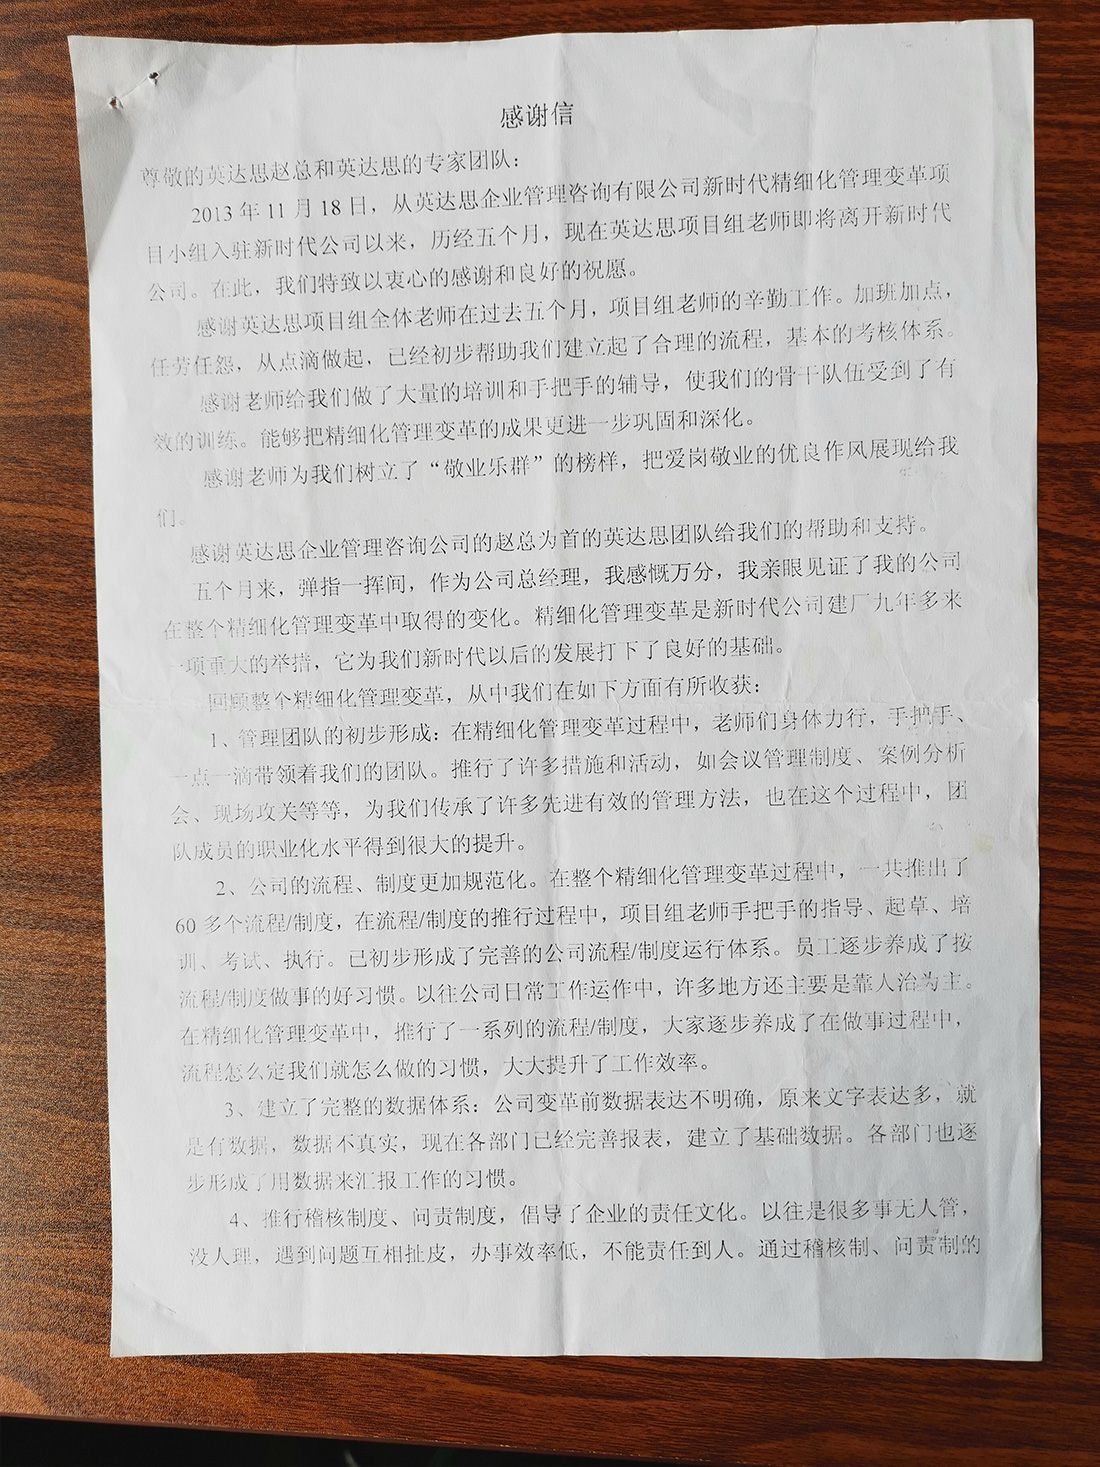 感谢信
尊敬的英达思赵总和英达思的专家团队：
2013 年 11 月 18 日，从英达思企业管理咨询有限公司新时代精细化管理变革项
目小组入驻新时代公司以来，历经五个月，现在英达思项目组老师即将离开新时代
公司。在此，我们特致以衷心的感谢和良好的祝愿。
感谢英达思项目组全体老师在过去五个月，项目组老师的辛勤工作。加班加点，
任劳任怨，从点滴做起，已经初步帮助我们建立起了合理的流程，基本的考核体系。
感谢老师给我们做了大量的培训和手把手的辅导，使我们的骨干队伍受到了有
效的训练。能够把精细化管理变革的成果更进一步巩固和深化。
感谢老师为我们树立了“敬业乐群”的榜样，把爱岗敬业的优良作风展现给我
们。
感谢英达思企业管理咨询公司的赵总为首的英达思团队给我们的帮助和支持。
五个月来，弹指一挥间，作为公司总经理，我感慨万分，我亲眼见证了我的公司
在整个精细化管理变革中取得的变化。精细化管理变革是新时代公司建厂九年多来
一项重大的举措，它为我们新时代以后的发展打下了良好的基础。
回顾整个精细化管理变革，从中我们在如下方面有所收获：
1、管理团队的初步形成：在精细化管理变革过程中，老师们身体力行，手把手、
一点一滴带领着我们的团队。推行了许多措施和活动，如会议管理制度、案例分析
会、现场攻关等等，为我们传承了许多先进有效的管理方法，也在这个过程中，团
队成员的职业化水平得到很大的提升。
2、公司的流程、制度更加规范化。在整个精细化管理变革过程中，一共推出了
60 多个流程/制度，在流程/制度的推行过程中，项目组老师手把手的指导、起草、培
训、考试、执行。已初步形成了完善的公司流程/制度运行体系。员工逐步养成了按
流程/制度做事的好习惯。以往公司日常工作运作中，许多地方还主要是靠人治为主。
在精细化管理变革中，推行了一系列的流程/制度，大家逐步养成了在做事过程中，
流程怎么定我们就怎么做的习惯，大大提升了工作效率。
3、建立了完整的数据体系：公司变革前数据表达不明确，原来文字表达多，就
是有数据，数据不真实，现在各部门已经完善报表，建立了基础数据。各部门也逐
步形成了用数据来汇报工作的习惯。
4、推行稽核制度、问责制度，倡导了企业的责任文化。以往是很多事无人管，
没人理，遇到问题互相扯皮，办事效率低，不能责任到人。通过稽核制、问责制的